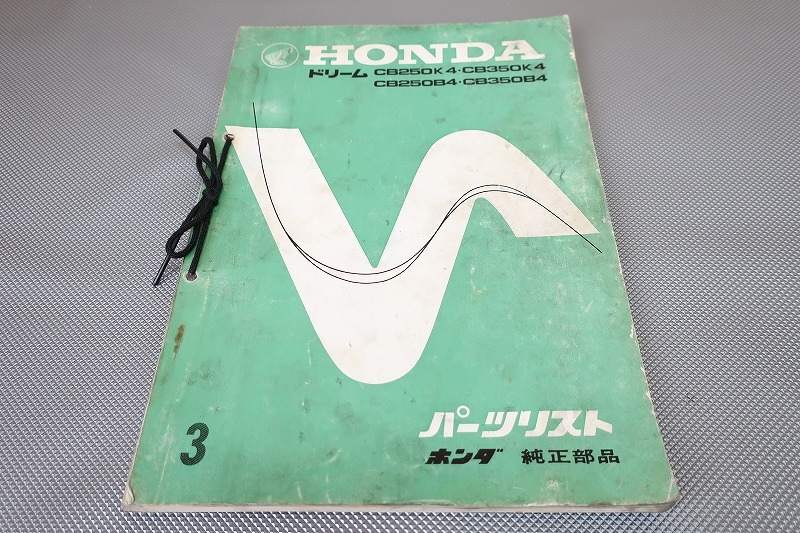 HONDA
ドリーム CB250K4・CB350K4
CB250B4・CB350B4
パーツリスト
3
ホンダ 純正部品